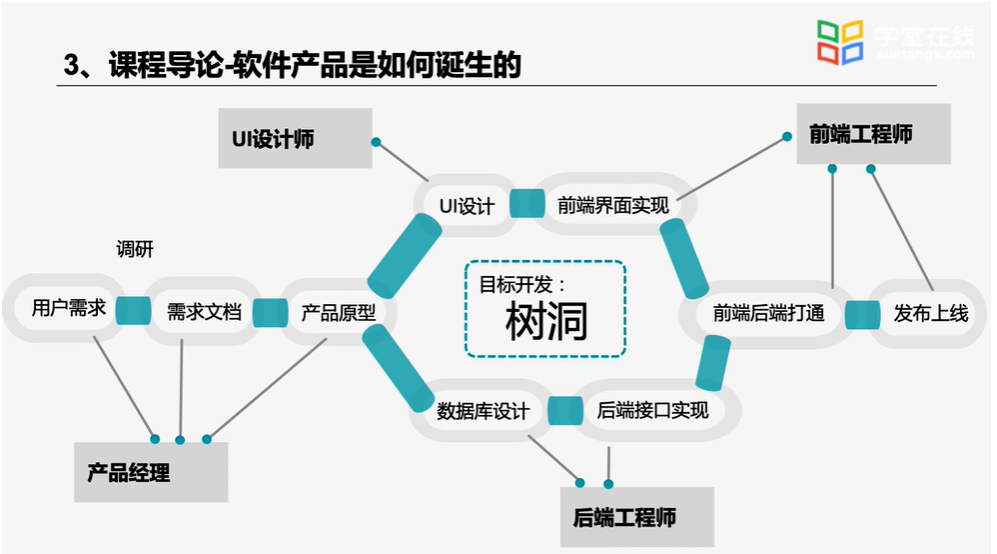 学堂在线
xuetangx.com
3、课程导论-软件产品是如何诞生的
UI设计师
前端工程师
UI设计
前端界面实现
调研
目标开发：
树洞
用户需求
需求文档
产品原型
前端后端打通
发布上线
数据库设计
后端接口实现
产品经理
后端工程师